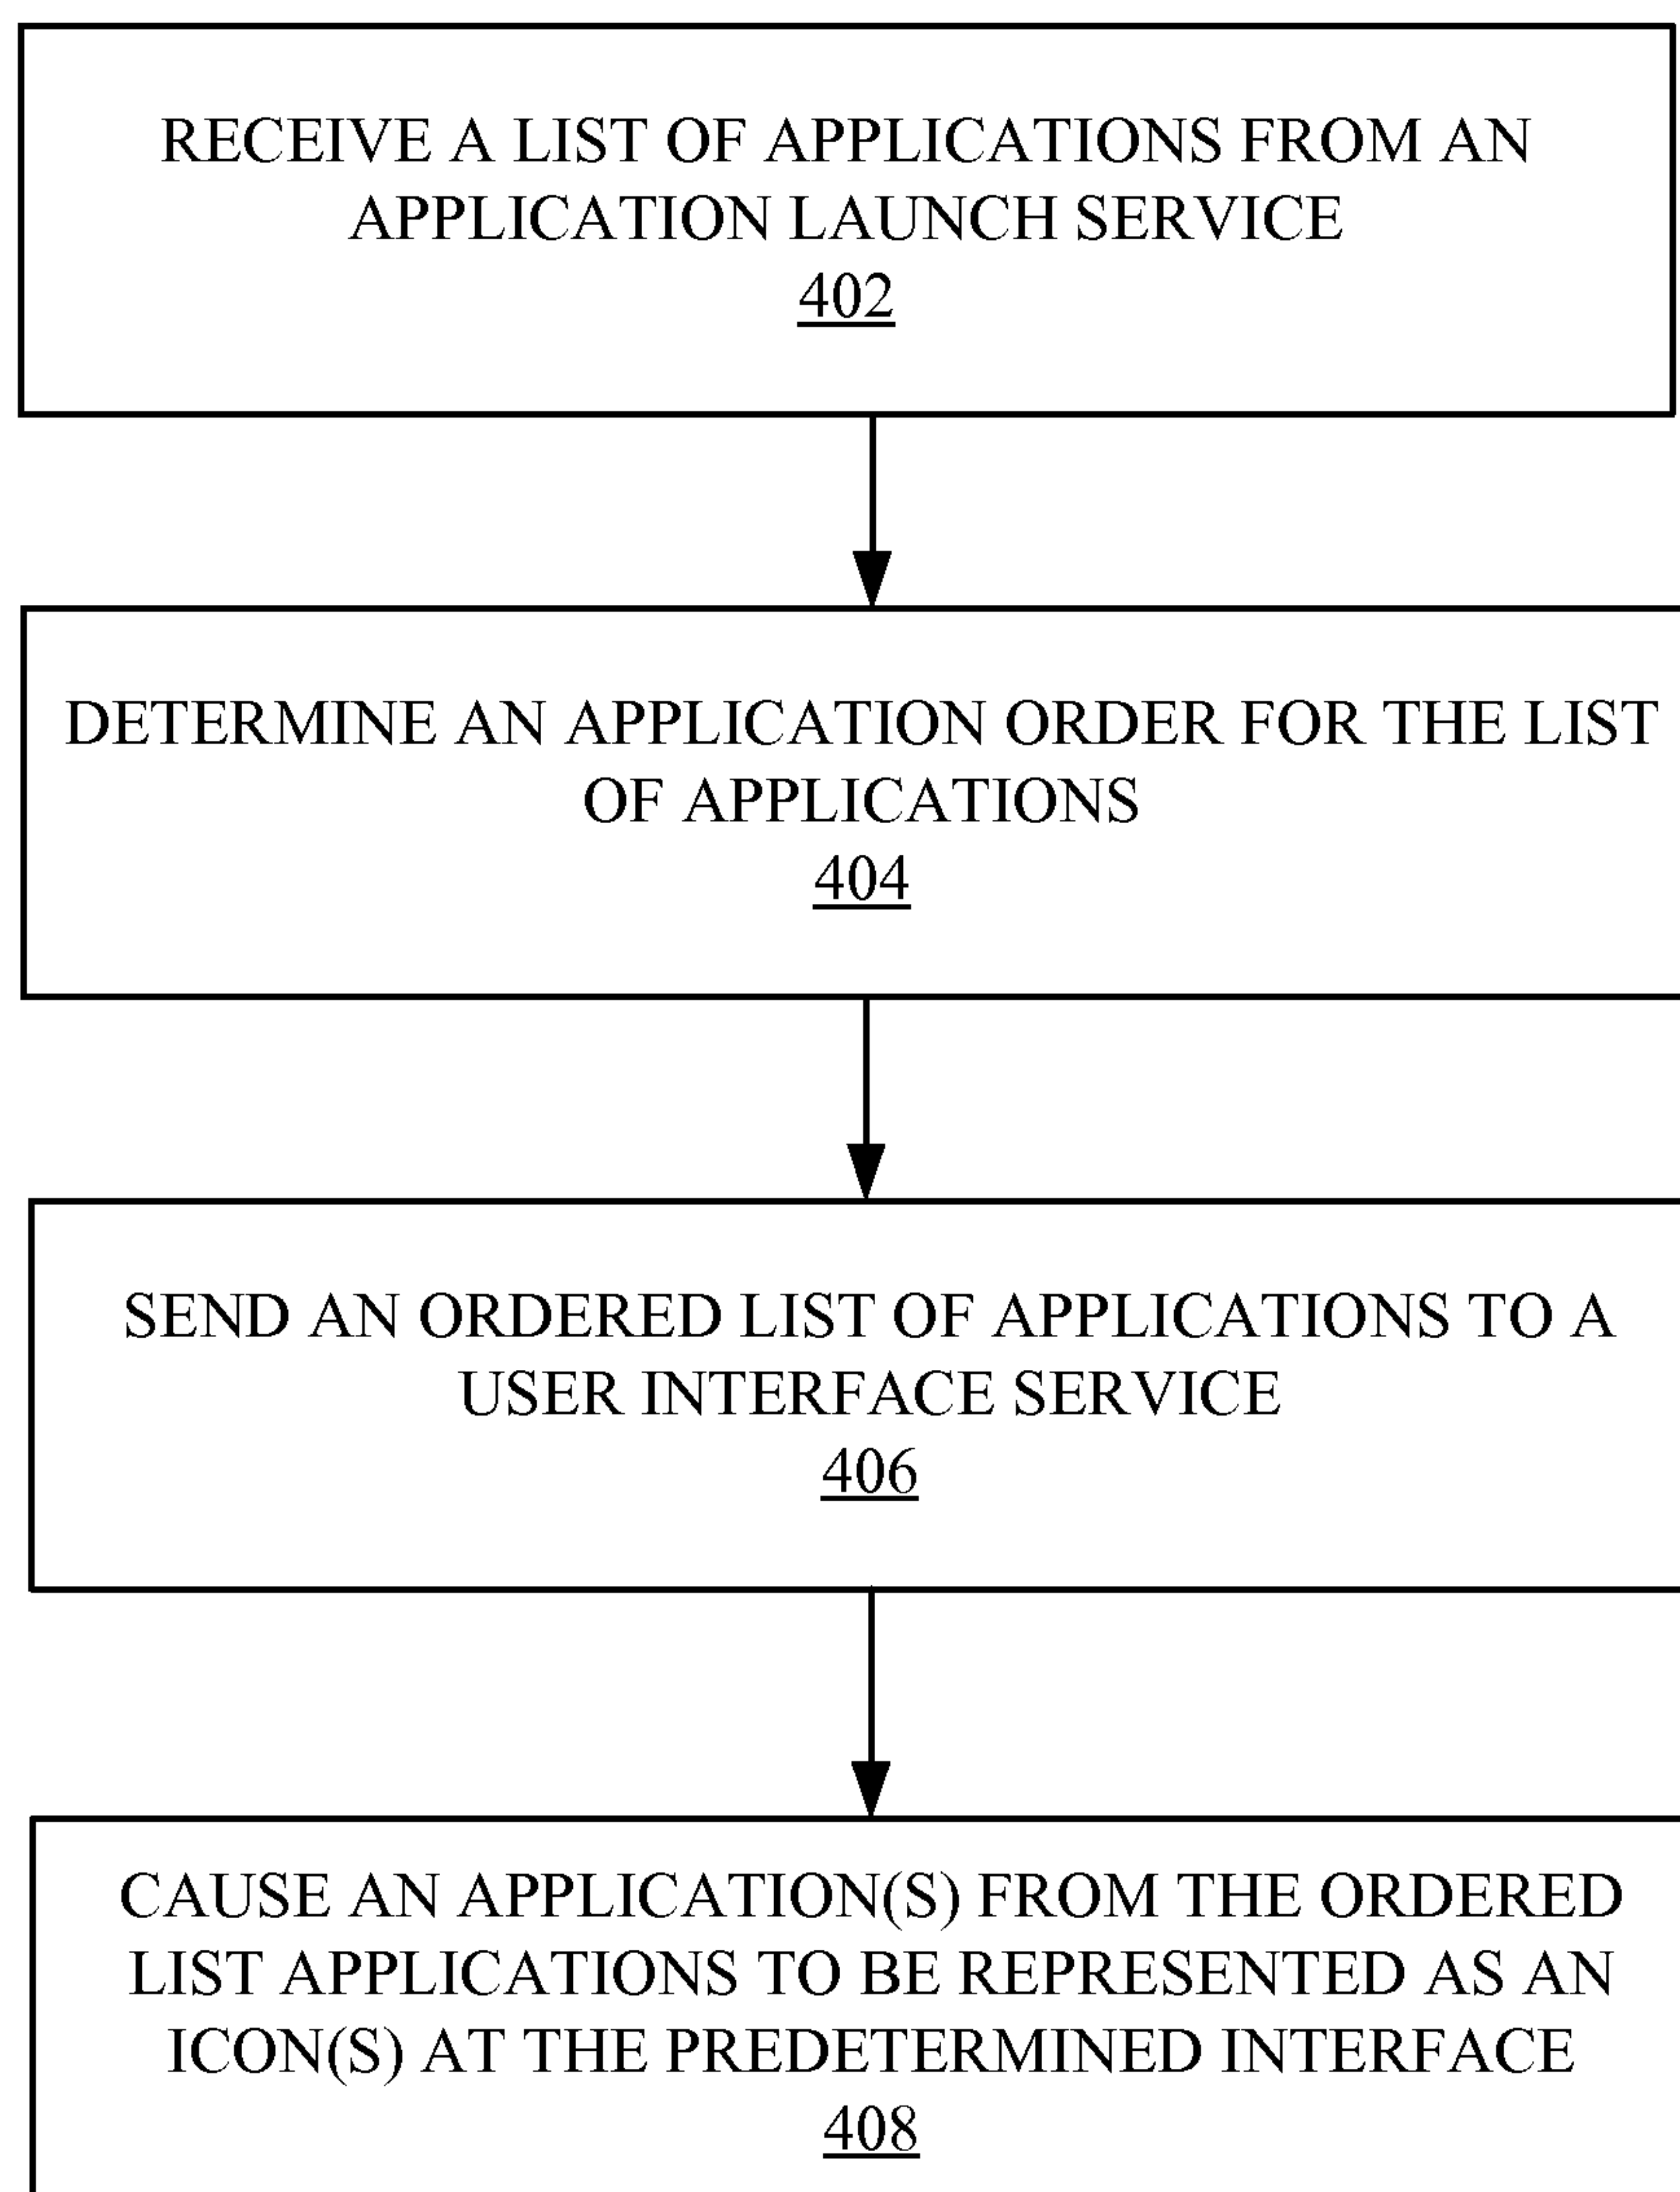 RECEIVE A LIST OF APPLICATIONS FROM AN
APPLICATION LAUNCH SERVICE
402
DETERMINE AN APPLICATION ORDER FOR THE LIST
OF APPLICATIONS
404
SEND AN ORDERED LIST OF APPLICATIONS TO A
USER INTERFACE SERVICE
406
CAUSE AN APPLICATION(S) FROM THE ORDERED
LIST APPLICATIONS TO BE REPRESENTED AS AN
ICON(S) AT THE PREDETERMINED INTERFACE
408